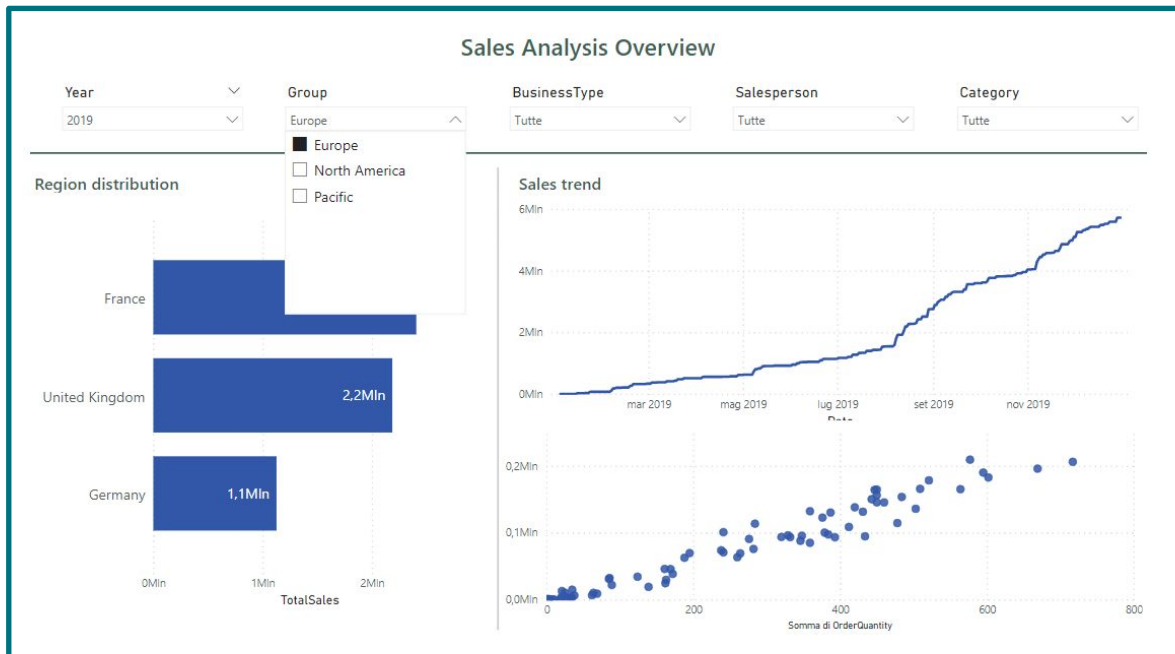 Sales Analysis Overview
Year
Group
BusinessType
Salesperson
Category
2019
Europe
Tutte
Tutte
Tutte
Europe
North America
Pacific
Region distribution
France
United Kingdom
2,2Mln
Germany
1,1Mln
0Mln
1Mln
2Mln
TotalSales
Sales trend
6Mln
4Mln
2Mln
0Mln
mar 2019
mag 2019
lug 2019
set 2019
nov 2019
0,2Mln
0,1Mln
0,0Mln
0
200
400
600
800
Somma di OrderQuantity